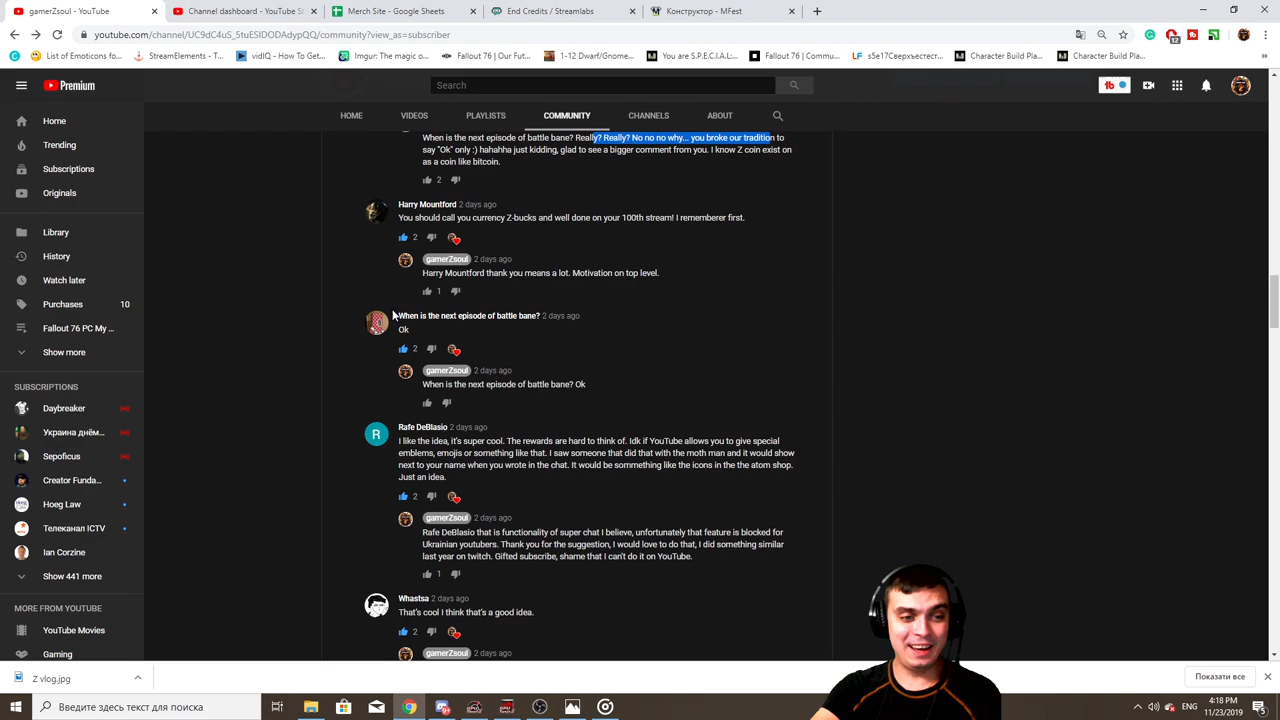 gamerZsoul - YouTube
Channel dashboard - YouTube S
Merch Site - Google Sheets
End Credits / Streamlabs
Конструктор - MFest
youtube.com/channel/UC9dC4uS_5tuESIDODAdypQQ/community?view_as=subscriber
List of Emoticons fo...
StreamElements - T...
vidIQ - How To Get...
Imgur: The magic o...
Fallout 76 | Our Fut...
1-12 Dwarf/Gnome...
You are S.P.E.C.I.A.L:...
Fallout 76 | Commu...
s5e17Сверхъестест...
Character Build Pla...
Character Build Pla...
»
12
Premium
Search
HOME
VIDEOS
PLAYLISTS
COMMUNITY
CHANNELS
ABOUT
Home
Trending
Subscriptions
Originals
Library
History
Watch later
Purchases 10
Fallout 76 PC My ...
Show more
SUBSCRIPTIONS
Daybreaker
Украина днём...
Sepoficus
Creator Funda...
Hoeg Law
Телеканал ICTV
Ian Corzine
Show 441 more
MORE FROM YOUTUBE
YouTube Movies
Gaming
When is the next episode of battle bane? Really? Really? No no no why... you broke our tradition to
say "Ok" only :) hahahha just kidding, glad to see a bigger comment from you. I know Z coin exist on
as a coin like bitcoin.
2
Harry Mountford 2 days ago
You should call you currency Z-bucks and well done on your 100th stream! I rememberer first.
2
gamerZsoul 2 days ago
Harry Mountford thank you means a lot. Motivation on top level.
1
When is the next episode of battle bane? 2 days ago
Ok
2
gamerZsoul 2 days ago
When is the next episode of battle bane? Ok
R
Rafe DeBlasio 2 days ago
I like the idea, it's super cool. The rewards are hard to think of. Idk if YouTube allows you to give special
emblems, emojis or something like that. I saw someone that did that with the moth man and it would show
next to your name when you wrote in the chat. It would be sommething like the icons in the the atom shop.
Just an idea.
2
gamerZsoul 2 days ago
Rafe DeBlasio that is functionality of super chat I believe, unfortunately that feature is blocked for
Ukrainian youtubers. Thank you for the suggestion, I would love to do that, I did something similar
last year on twitch. Gifted subscribe, shame that I can't do it on YouTube.
1
Whastsa 2 days ago
That's cool I think that's a good idea.
2
gamerZsoul 2 days ago
Z vlog.jpg
Показати все
Введите здесь текст для поиска
ENG
4:18 PM
11/23/2019